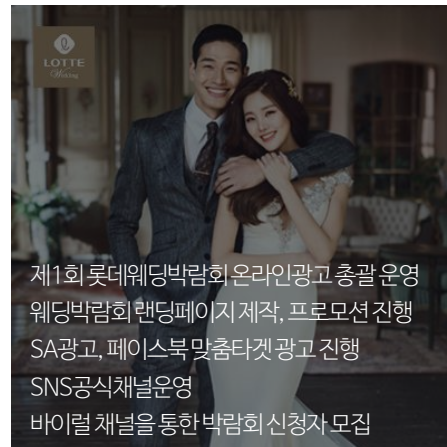 LOTTE
Wedding
제1회 롯데웨딩박람회 온라인광고 총괄 운영
웨딩박람회 랜딩페이지 제작, 프로모션 진행
SA광고, 페이스북 맞춤타겟 광고 진행
SNS공식채널운영
바이럴 채널을 통한 박람회 신청자 모집